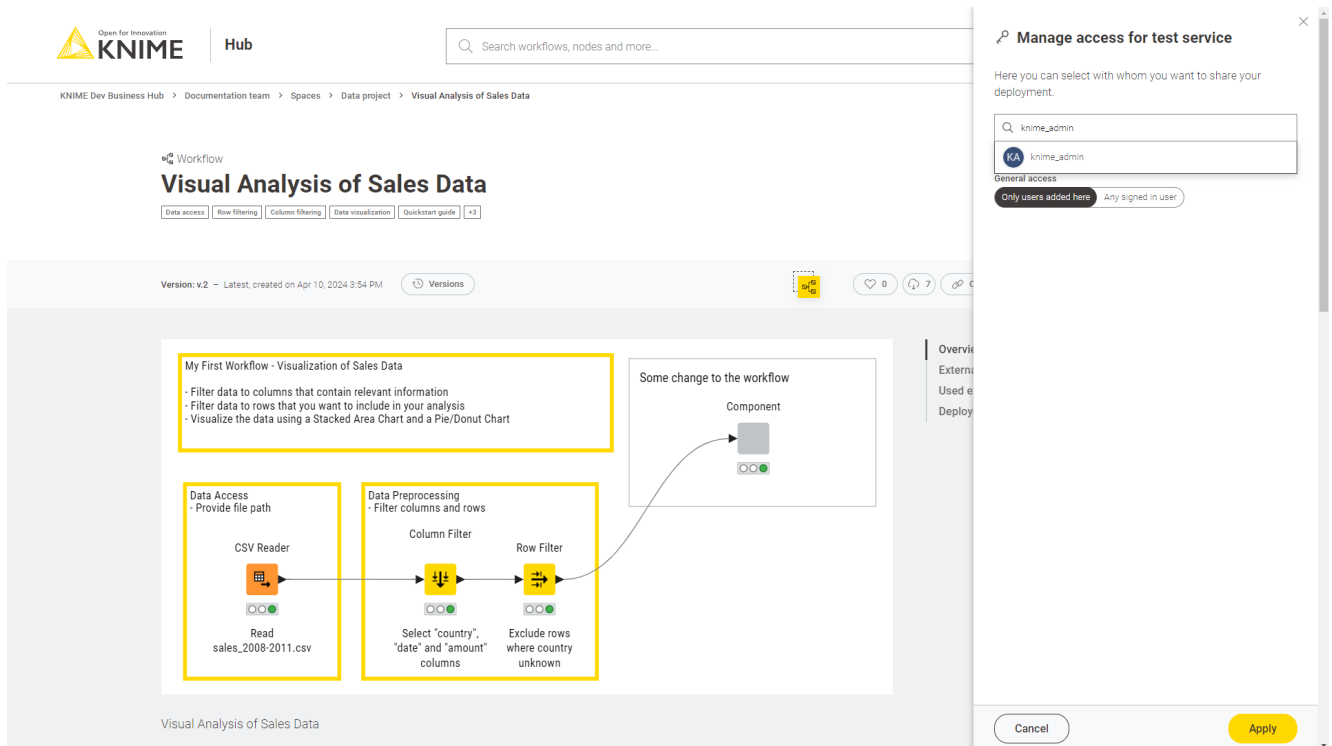 Open for Innovation
KNIME
Hub
Search workflows, nodes and more...
KNIME Dev Business Hub > Documentation team > Spaces > Data project > Visual Analysis of Sales Data
Workflow
Visual Analysis of Sales Data
Data access Row filtering Column filtering Data visualization Quickstart guide +3
Version: v.2 – Latest, created on Apr 10, 2024 3:54 PM
Versions
0
7
My First Workflow - Visualization of Sales Data
- Filter data to columns that contain relevant information
- Filter data to rows that you want to include in your analysis
- Visualize the data using a Stacked Area Chart and a Pie/Donut Chart
Some change to the workflow
Component
Data Access
- Provide file path
CSV Reader
Read
sales_2008-2011.csv
Data Preprocessing
- Filter columns and rows
Column Filter
Select "country",
"date" and "amount"
columns
Row Filter
Exclude rows
where country
unknown
Visual Analysis of Sales Data
Overvie
Externa
Used e
Deploy
Manage access for test service
Here you can select with whom you want to share your
deployment.
knime_admin
KA knime_admin
General access
Only users added here Any signed in user
Cancel
Apply